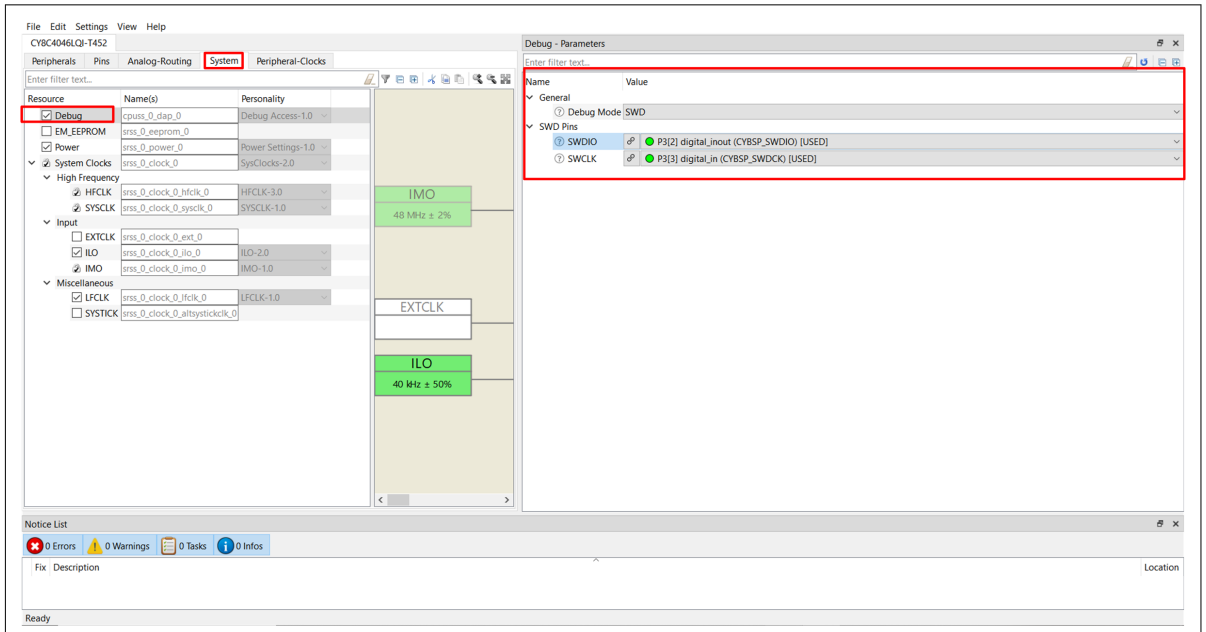 File Edit Settings View Help
CY8C4046LQI-T452
Peripherals Pins Analog-Routing System Peripheral-Clocks
Enter filter text...
Resource Name(s) Personality
Debug cpuss_0_dap_0 Debug Access-1.0
EM_EEPROM srss_0_eeprom_0
Power srss_0_power_0 Power Settings-1.0
System Clocks srss_0_clock_0 SysClocks-2.0
High Frequency
HFCLK srss_0_clock_0_hfclk_0 HFCLK-3.0
SYSCLK srss_0_clock_0_sysclk_0 SYSCLK-1.0
Input
EXTCLK srss_0_clock_0_ext_0
ILO srss_0_clock_0_ilo_0 ILO-2.0
IMO srss_0_clock_0_imo_0 IMO-1.0
Miscellaneous
LFCLK srss_0_clock_0_lfclk_0 LFCLK-1.0
SYSTICK srss_0_clock_0_altsystickclk_0
IMO
48 MHz ± 2%
EXTCLK
ILO
40 kHz ± 50%
Debug - Parameters
Enter filter text...
Name Value
General
Debug Mode SWD
SWD Pins
SWDIO P3[2] digital_inout (CYBSP_SWDIO) [USED]
SWCLK P3[3] digital_in (CYBSP_SWDCK) [USED]
Notice List
0 Errors 0 Warnings 0 Tasks 0 Infos
Fix Description Location
Ready